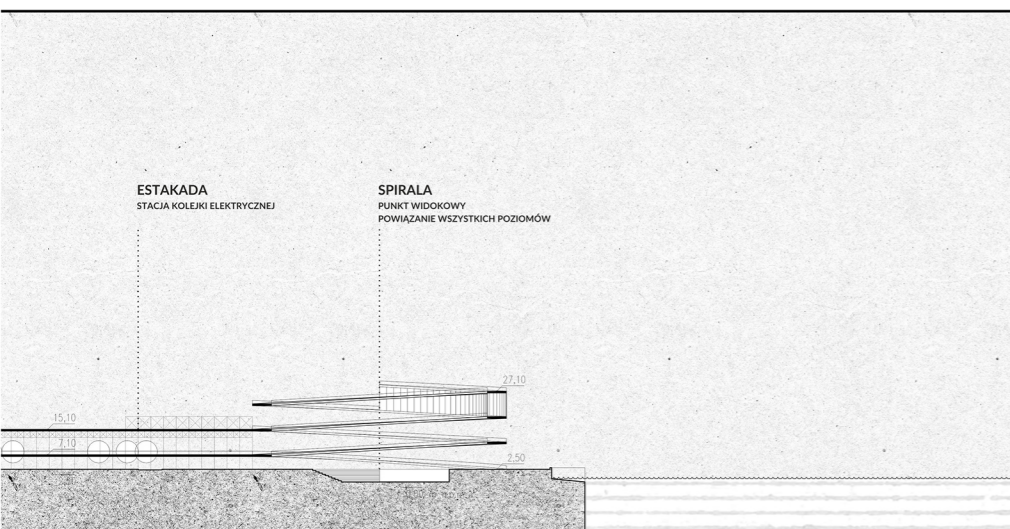 ESTAKADA
STACJA KOLEJKI ELEKTRYCZNEJ
SPIRALA
PUNKT WIDOKOWY
POWIĄZANIE WSZYSTKICH POZIOMÓW
27,10
15,10
7,10
2,50